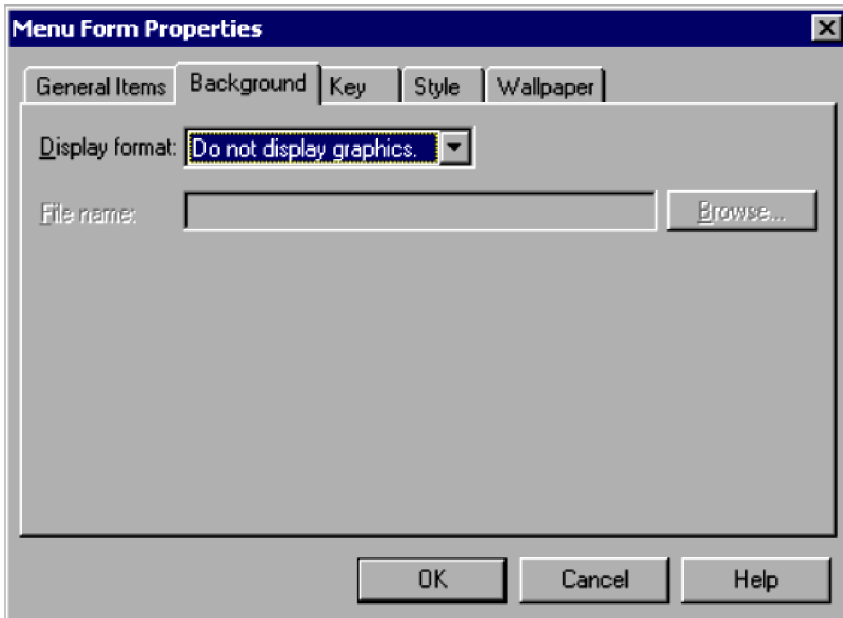 Menu Form Properties
General Items Background Key Style Wallpaper
Display format: Do not display graphics.
File name: Browse...
OK Cancel Help